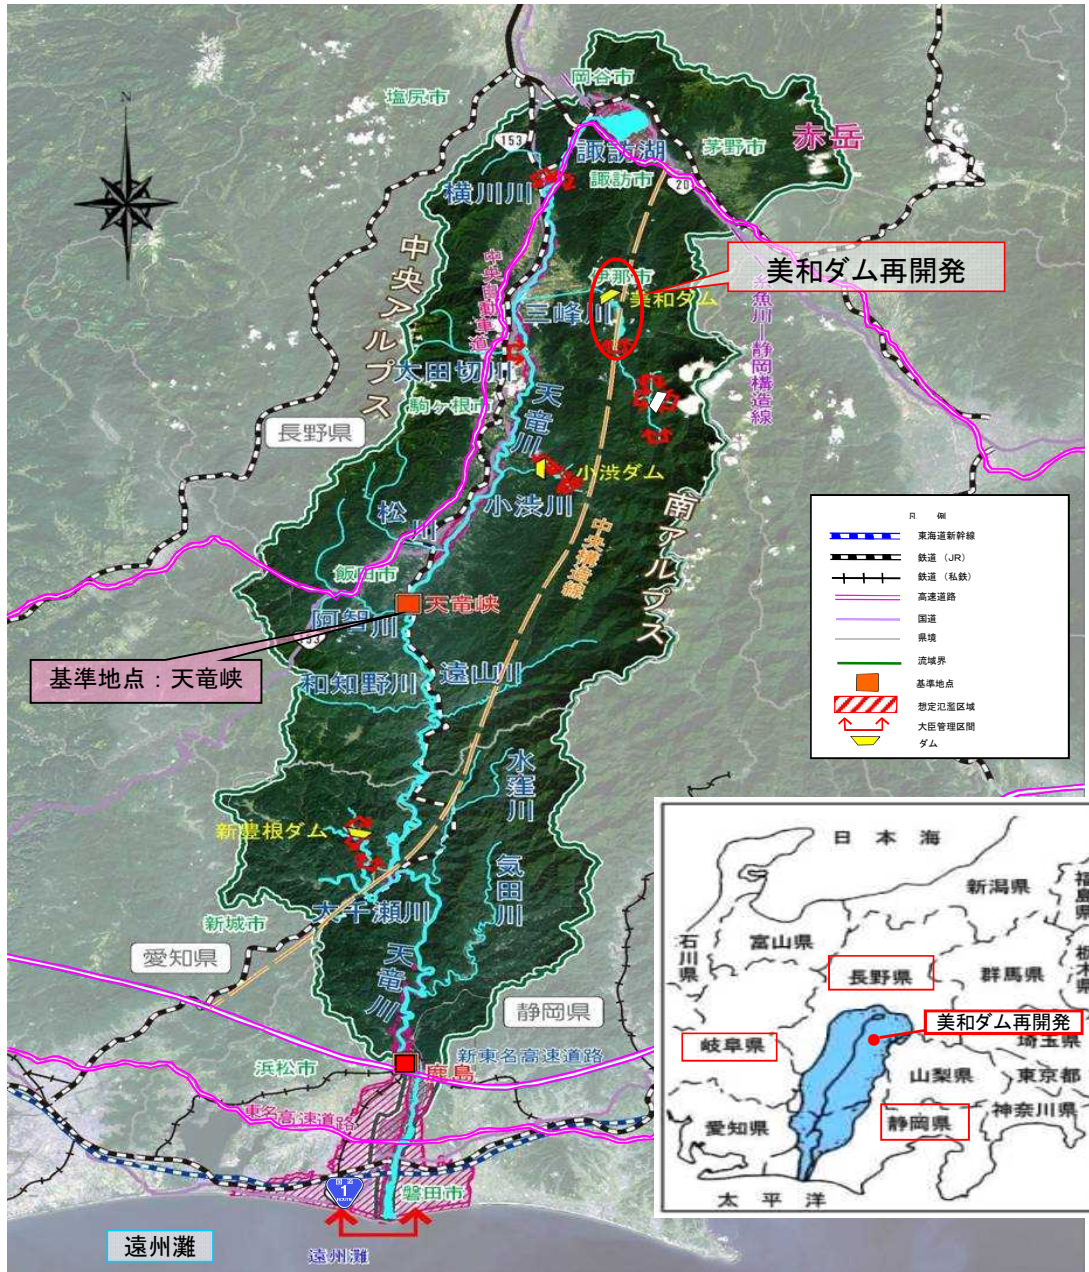 N
塩尻市
岡谷市
153
諏訪湖
茅野市
赤岳
諏訪市
20
横川川
中央アルプス
中央自動車道
伊那市
美和ダム
美和ダム再開発
三峰川
糸魚川―静岡構造線
太田切川
駒ヶ根市
天竜川
長野県
小渋ダム
小渋川
南アルプス
松川
中央構造線
飯田市
天竜峡
阿智川
基準地点：天竜峡
和知野川
遠山川
水窪川
新豊根ダム
気田川
大千瀬川
新城市
愛知県
天竜川
静岡県
浜松市
新東名高速道路
鹿島
東名高速道路
国道
1
ROUTE
磐田市
遠州灘
遠州灘
凡 例
東海道新幹線
鉄道（JR）
鉄道（私鉄）
高速道路
国道
県境
流域界
基準地点
想定氾濫区域
大臣管理区間
ダム
日本海
新潟県
福島県
石川県
富山県
栃木県
長野県
群馬県
美和ダム再開発
岐阜県
埼玉県
山梨県
東京都
愛知県
静岡県
神奈川県
太平洋